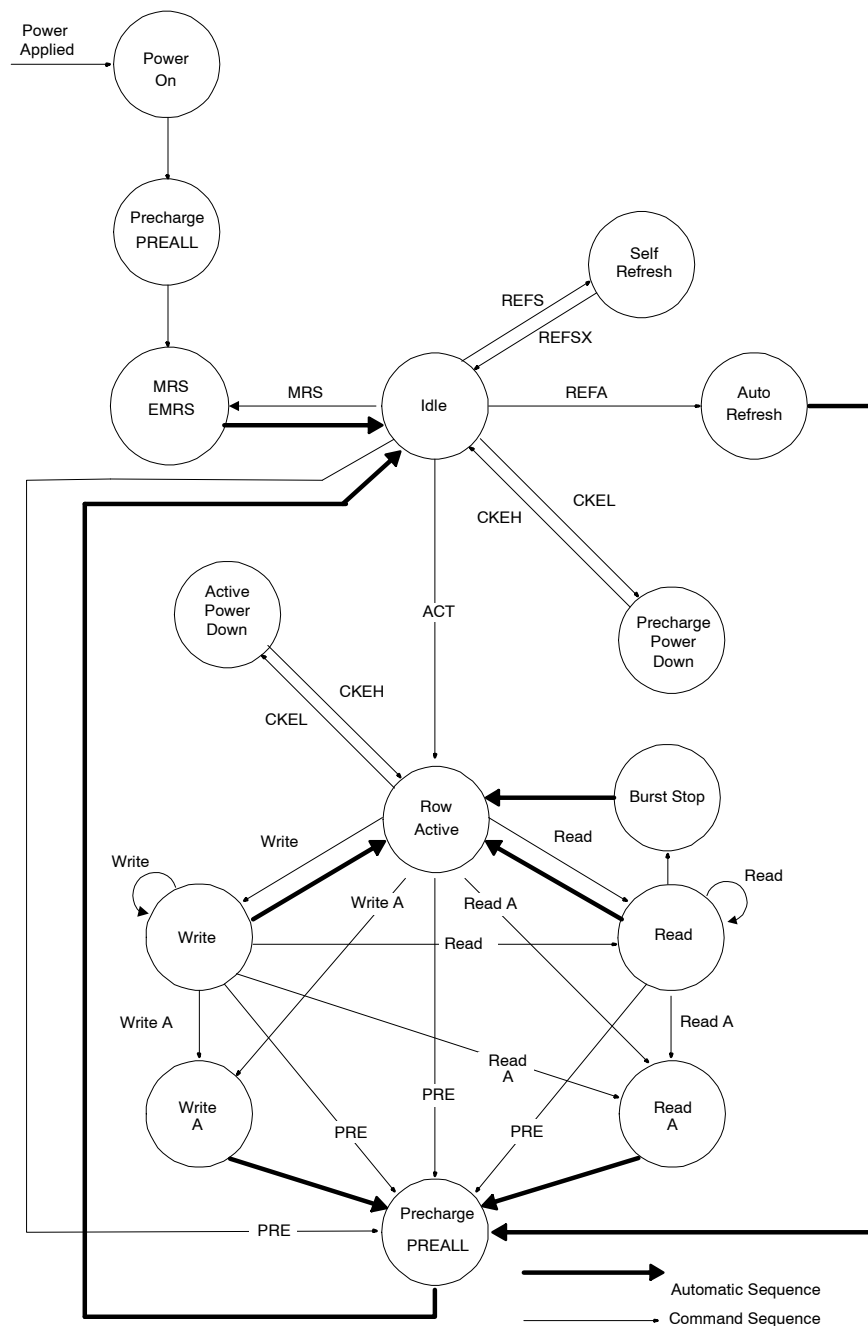 Power
Applied
Power
On
Precharge
PREALL
Self
Refresh
REFS
REFSX
MRS
EMRS
MRS
Idle
REFA
Auto
Refresh
CKEL
CKEH
Active
Power
Down
ACT
Precharge
Power
Down
CKEH
CKEL
Row
Active
Burst Stop
Write
Read
Write
Read
Write A
Read A
Write
Read
Read
Write A
Read A
Read
A
Write
A
Read
A
PRE
PRE
PRE
Precharge
PREALL
PRE
Automatic Sequence
Command Sequence